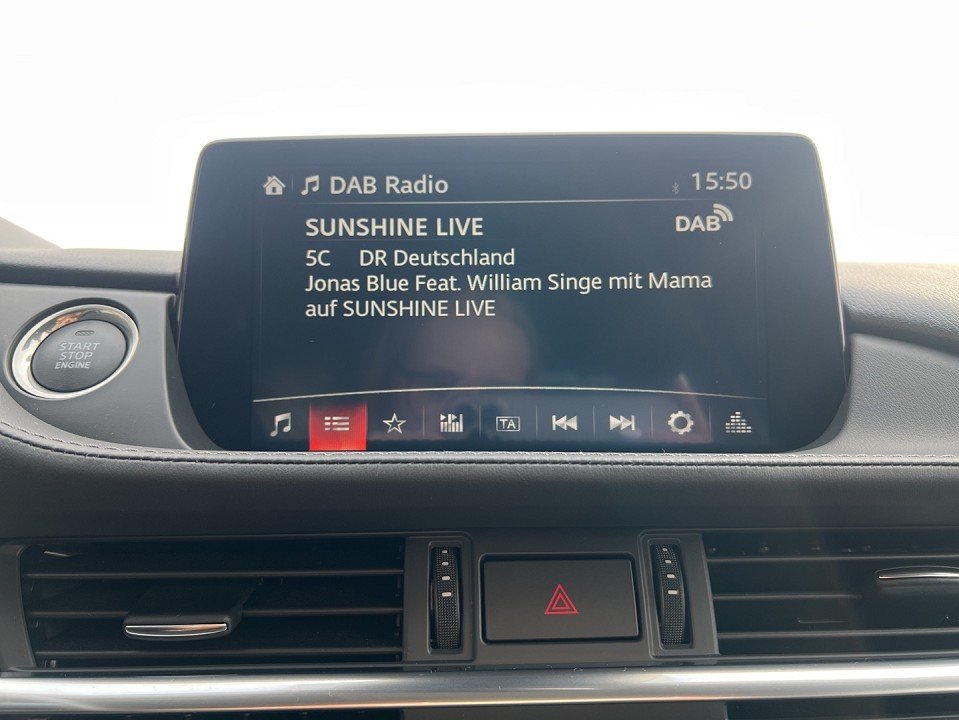 DAB Radio 15:50
SUNSHINE LIVE DAB
5C DR Deutschland
Jonas Blue Feat. William Singe mit Mama
auf SUNSHINE LIVE
START
STOP
ENGINE
TA